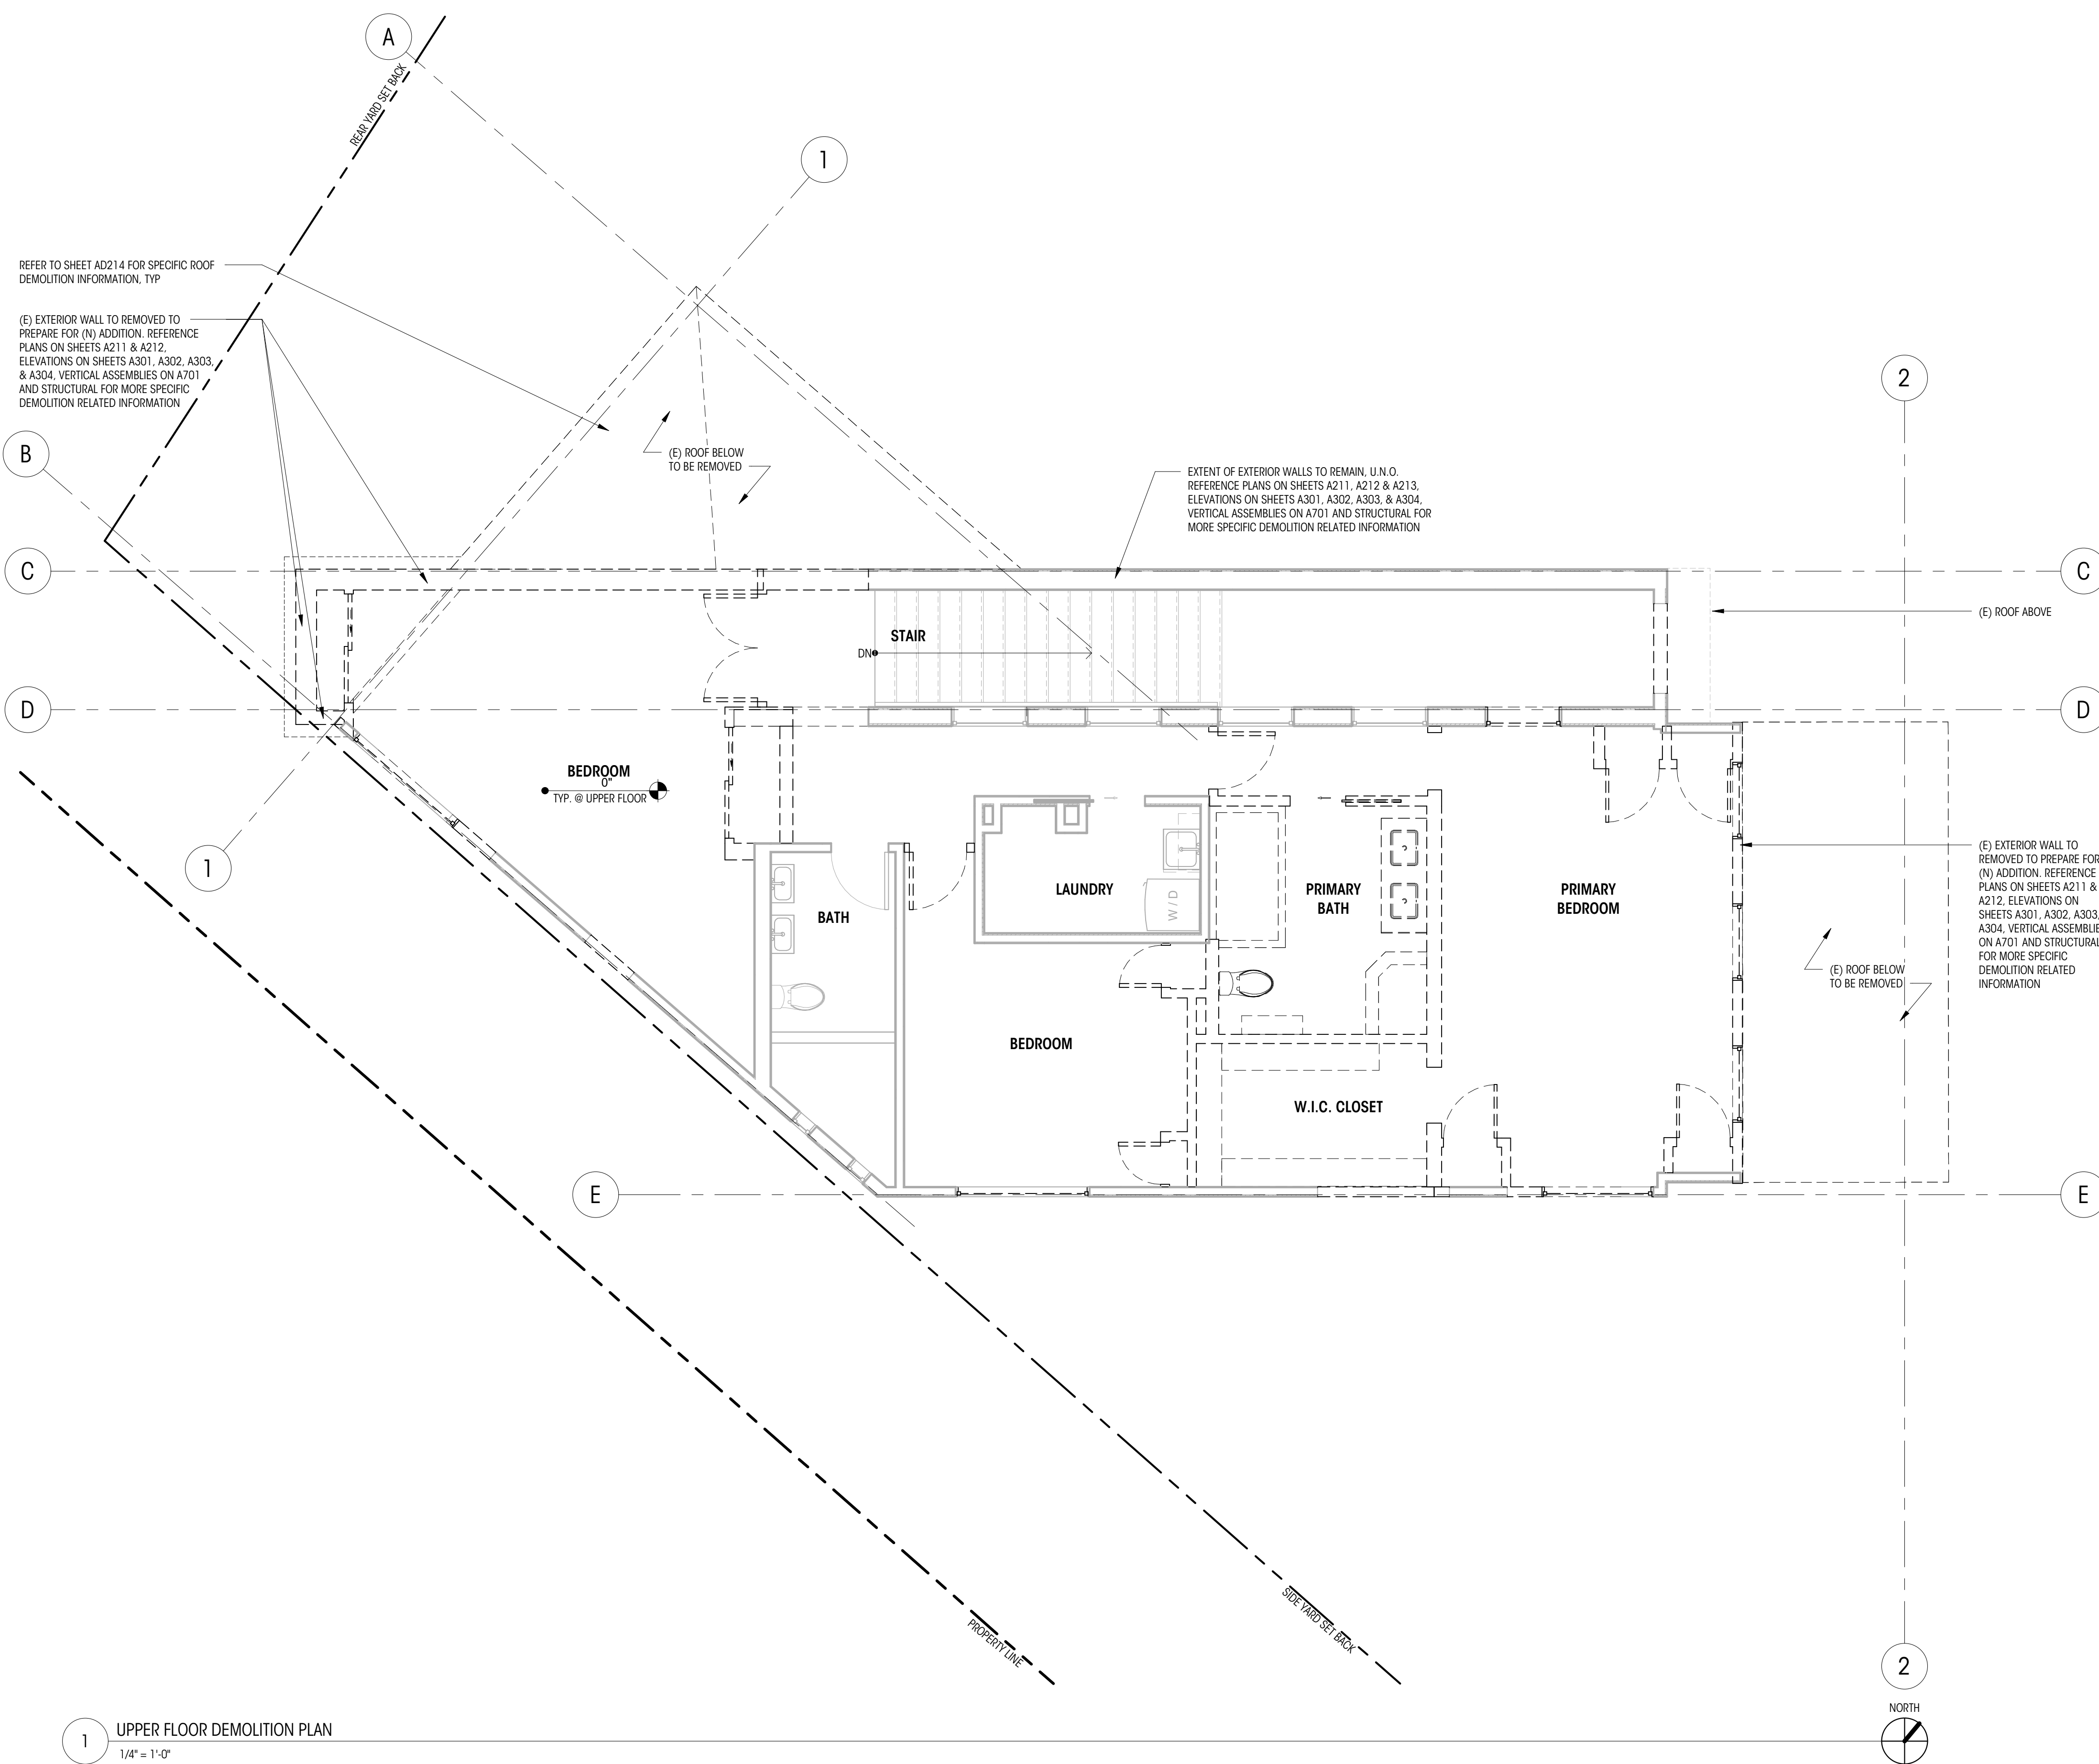 A
REAR YARD SET BACK
1
REFER TO SHEET AD214 FOR SPECIFIC ROOF
DEMOLITION INFORMATION, TYP
(E) EXTERIOR WALL TO REMOVED TO
PREPARE FOR (N) ADDITION. REFERENCE
PLANS ON SHEETS A211 & A212,
ELEVATIONS ON SHEETS A301, A302, A303,
& A304, VERTICAL ASSEMBLIES ON A701
AND STRUCTURAL FOR MORE SPECIFIC
DEMOLITION RELATED INFORMATION
2
B
(E) ROOF BELOW
TO BE REMOVED
EXTENT OF EXTERIOR WALLS TO REMAIN, U.N.O.
REFERENCE PLANS ON SHEETS A211, A212 & A213,
ELEVATIONS ON SHEETS A301, A302, A303, & A304,
VERTICAL ASSEMBLIES ON A701 AND STRUCTURAL FOR
MORE SPECIFIC DEMOLITION RELATED INFORMATION
C
C
(E) ROOF ABOVE
STAIR
DN
D
D
BEDROOM
0"
TYP. @ UPPER FLOOR
1
(E) EXTERIOR WALL TO
REMOVED TO PREPARE FOR
(N) ADDITION. REFERENCE
PLANS ON SHEETS A211 &
A212, ELEVATIONS ON
SHEETS A301, A302, A303,
A304, VERTICAL ASSEMBLIE
ON A701 AND STRUCTURAL
FOR MORE SPECIFIC
DEMOLITION RELATED
INFORMATION
LAUNDRY
W / D
PRIMARY
BATH
PRIMARY
BEDROOM
BATH
(E) ROOF BELOW
TO BE REMOVED
BEDROOM
W.I.C. CLOSET
E
E
SIDE YARD SET BACK
PROPERTY LINE
2
NORTH
1
UPPER FLOOR DEMOLITION PLAN
1/4" = 1'-0"